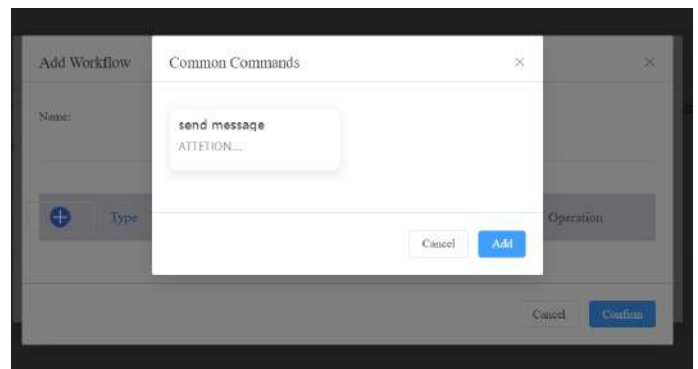 Add Workflow
Common Commands
Name:
send message
ATTETION....
Type
Operation
Cancel
Add
Cancel
Confirm